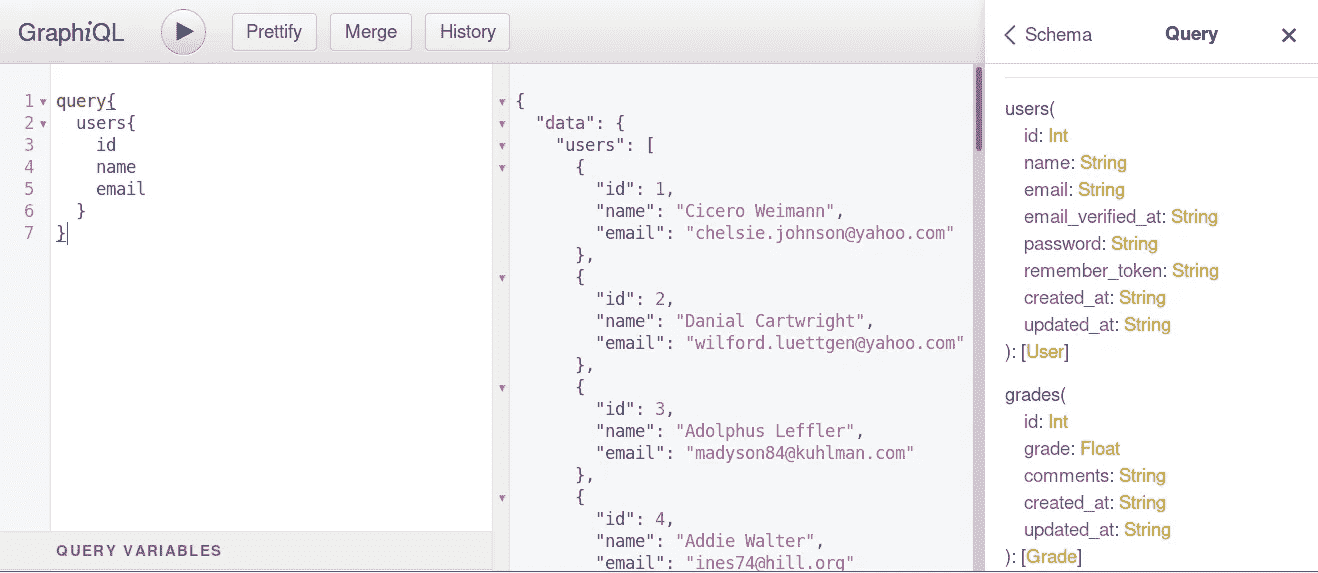 GraphiQL Prettify Merge History
1 query{
2 users{
3 id
4 name
5 email
6 }
7 }
QUERY VARIABLES
{
"data": {
"users": [
{
"id": 1,
"name": "Cicero Weimann",
"email": "chelsie.johnson@yahoo.com"
},
{
"id": 2,
"name": "Danial Cartwright",
"email": "wilford.luettgen@yahoo.com"
},
{
"id": 3,
"name": "Adolphus Leffler",
"email": "madyson84@kuhlman.com"
},
{
"id": 4,
"name": "Addie Walter",
"email": "ines74@hill.org"
Schema Query ×
users(
id: Int
name: String
email: String
email_verified_at: String
password: String
remember_token: String
created_at: String
updated_at: String
): [User]
grades(
id: Int
grade: Float
comments: String
created_at: String
updated_at: String
): [Grade]